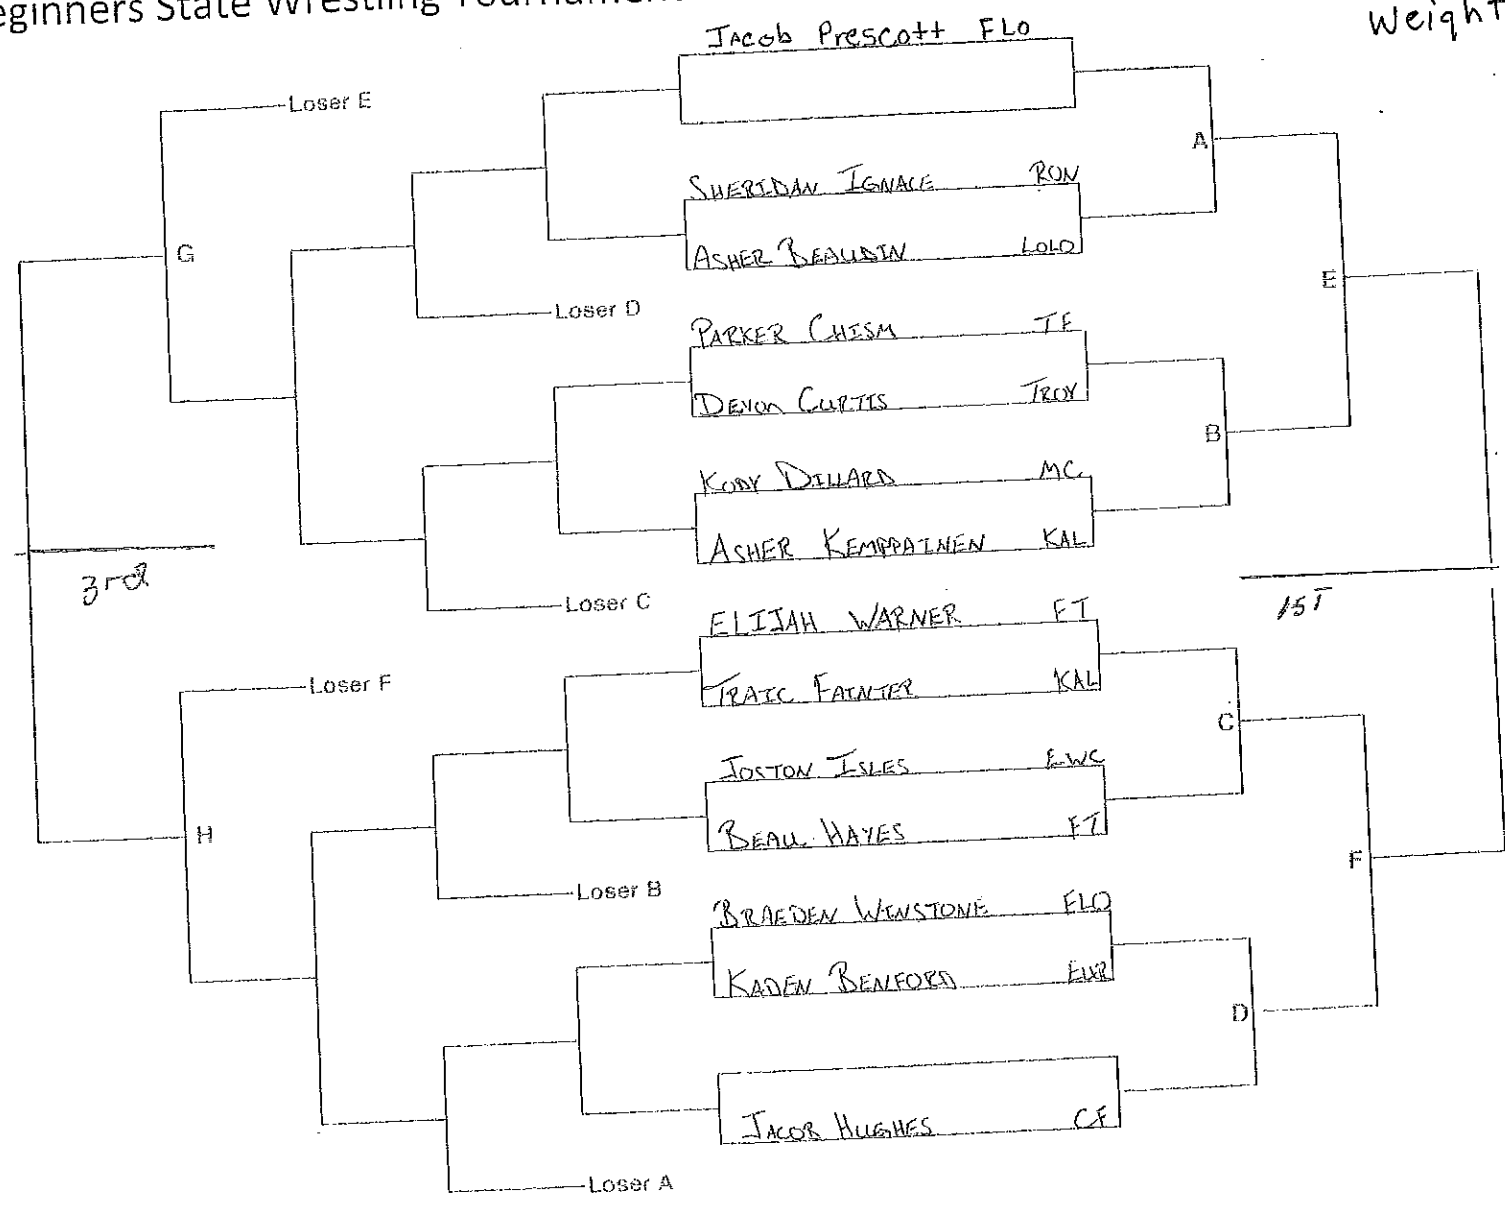 eginners State Wrestling Tournamen
Weight
Jacob Prescott FLO
Loser E
A
SHERIDAN IGNACE RON
G
ASHER BEAUDIN LOLO
E
Loser D
PARKER CHISM TF
DEVON CURTIS TROY
B
KODY DILLARD MC
ASHER KEMPPAINEN KAL
3rd
Loser C
1ST
ELIJAH WARNER FT
Loser F
TRAIC FAINTER KAL
C
JOSTON ISLES EWC
H
BEAU HAYES FT
F
Loser B
BRAEDEN WINSTONE FLO
KADEN BENFORD
D
JACOB HUGHES CF
Loser A